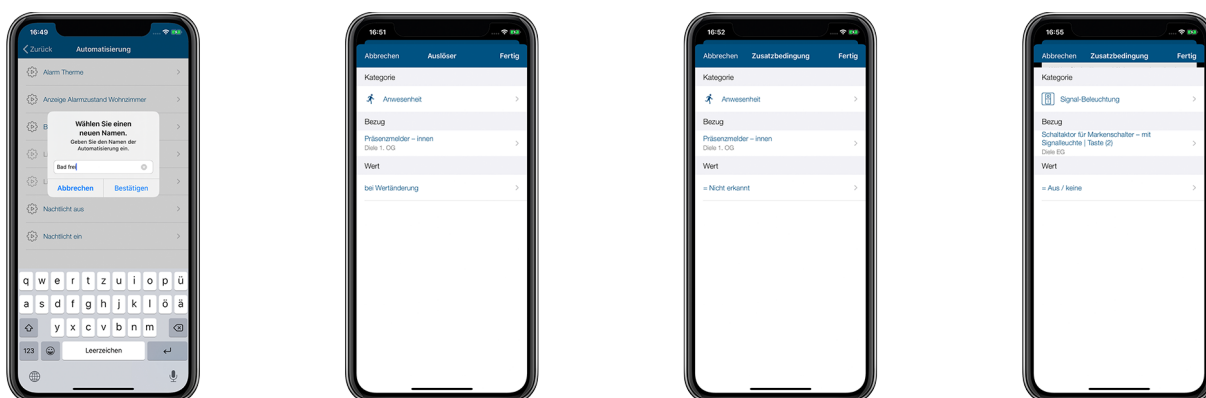 16:49
Zurück Automatisierung
Alarm Therme
Anzeige Alarmzustand Wohnzimmer
B
Wählen Sie einen
neuen Namen.
Geben Sie den Namen der
Automatisierung ein.
Bad frei
Abbrechen Bestätigen
L
L
Nachtlicht aus
Nachtlicht ein
q w e r t z u i o p ü
a s d f g h j k l ö ä
y x c v b n m
123 Leerzeichen
16:51
Abbrechen Auslöser Fertig
Kategorie
Anwesenheit
Bezug
Präsenzmelder – innen
Diele 1. OG
Wert
bei Wertänderung
16:52
Abbrechen Zusatzbedingung Fertig
Kategorie
Anwesenheit
Bezug
Präsenzmelder – innen
Diele 1. OG
Wert
= Nicht erkannt
16:55
Abbrechen Zusatzbedingung Fertig
Kategorie
Signal-Beleuchtung
Bezug
Schaltaktor für Markenschalter – mit
Signalleuchte | Taste (2)
Diele EG
Wert
= Aus / keine